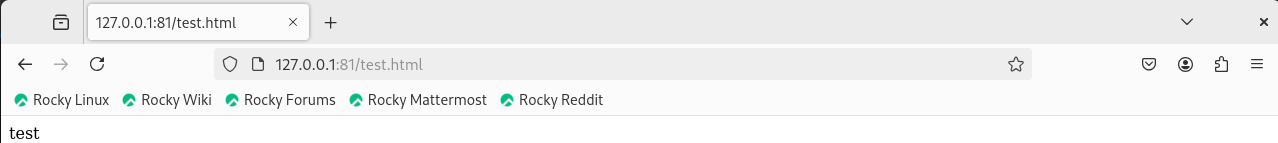 127.0.0.1:81/test.html
127.0.0.1:81/test.html
Rocky Linux Rocky Wiki Rocky Forums Rocky Mattermost Rocky Reddit
test